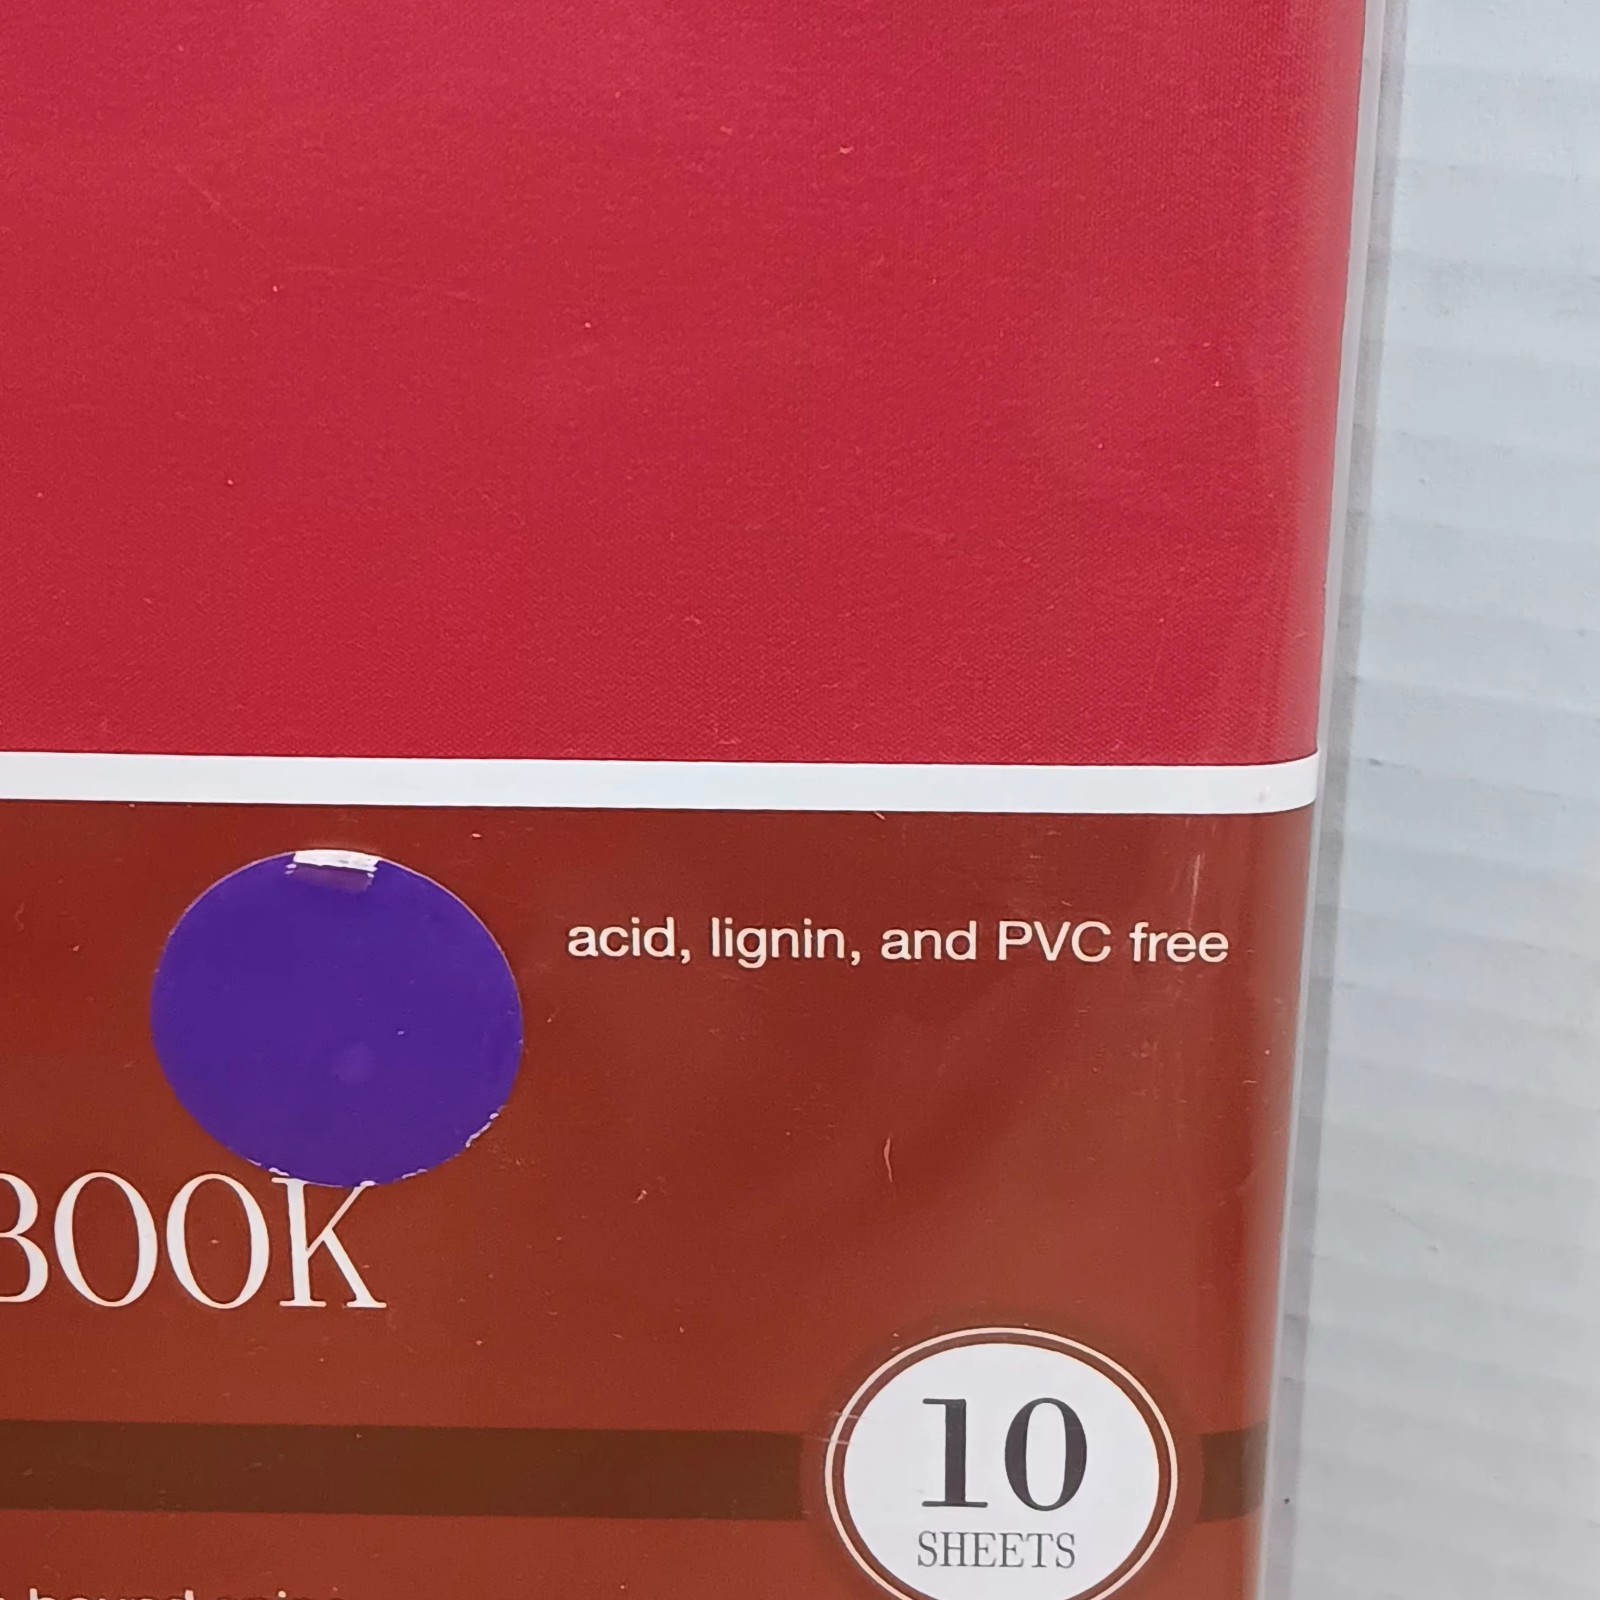 acid, lignin, and PVC free
BOOK
10
SHEETS